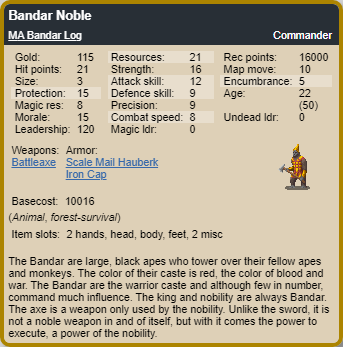 Bandar Noble
MA Bandar Log Commander
Gold: 115 Resources: 21 Rec points: 16000
Hit points: 21 Strength: 16 Map move: 10
Size: 3 Attack skill: 12 Encumbrance: 5
Protection: 15 Defence skill: 9 Age: 22
Magic res: 8 Precision: 9 (50)
Morale: 15 Combat speed: 8 Undead ldr: 0
Leadership: 120 Magic ldr: 0
Weapons: Armor:
Battleaxe Scale Mail Hauberk
Iron Cap
Basecost: 10016
(Animal, forest-survival)
Item slots: 2 hands, head, body, feet, 2 misc
The Bandar are large, black apes who tower over their fellow apes
and monkeys. The color of their caste is red, the color of blood and
war. The Bandar are the warrior caste and although few in number,
command much influence. The king and nobility are always Bandar.
The axe is a weapon only used by the nobility. Unlike the sword, it is
not a noble weapon in and of itself, but with it comes the power to
execute, a power of the nobility.